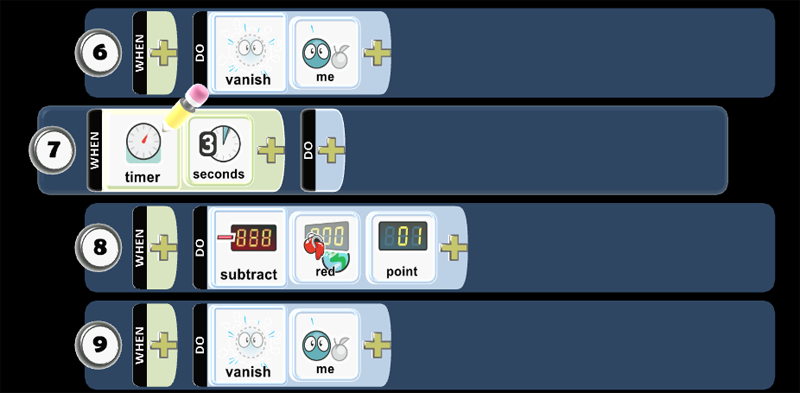 6 WHEN DO vanish me
7 WHEN timer 3 seconds DO
8 WHEN DO 888 subtract 000 red 01 point
9 WHEN DO vanish me